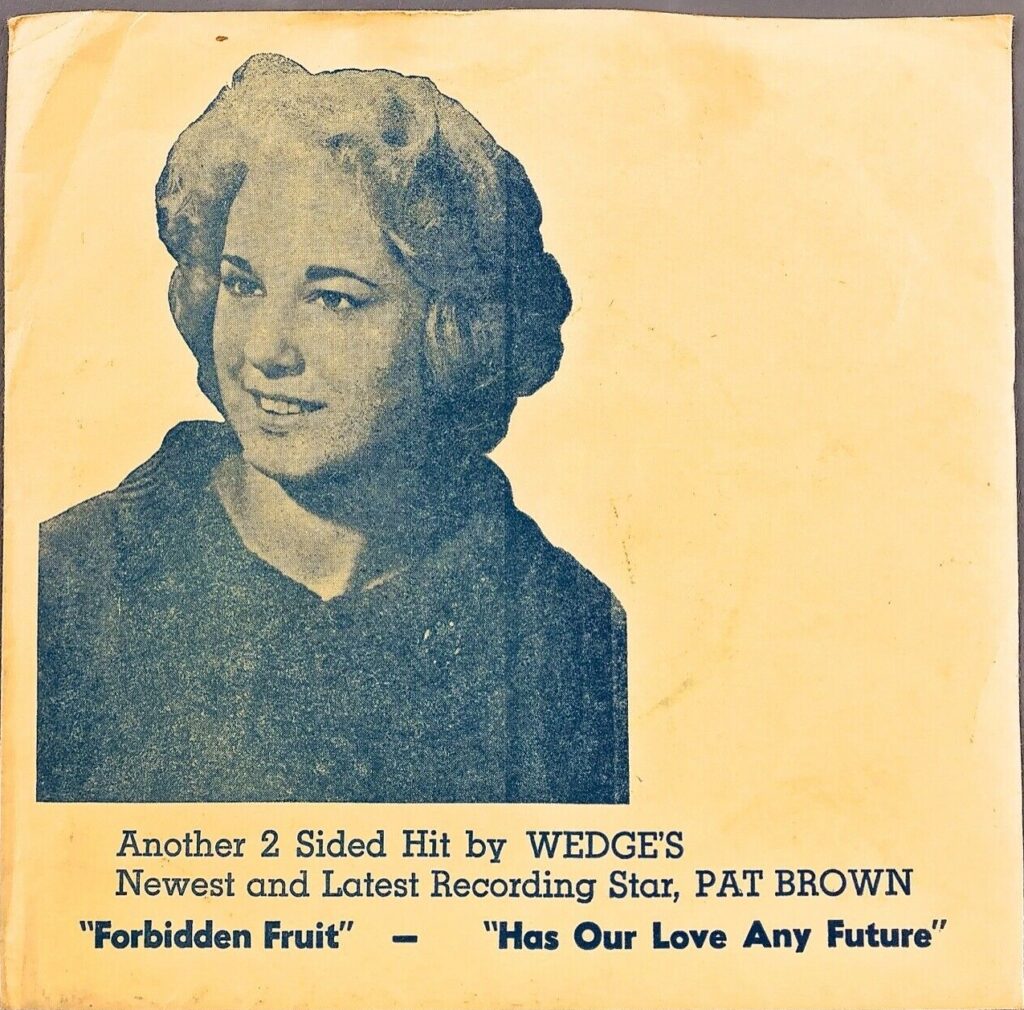 Another 2 Sided Hit by WEDGE'S
Newest and Latest Recording Star, PAT BROWN
"Forbidden Fruit" — "Has Our Love Any Future"